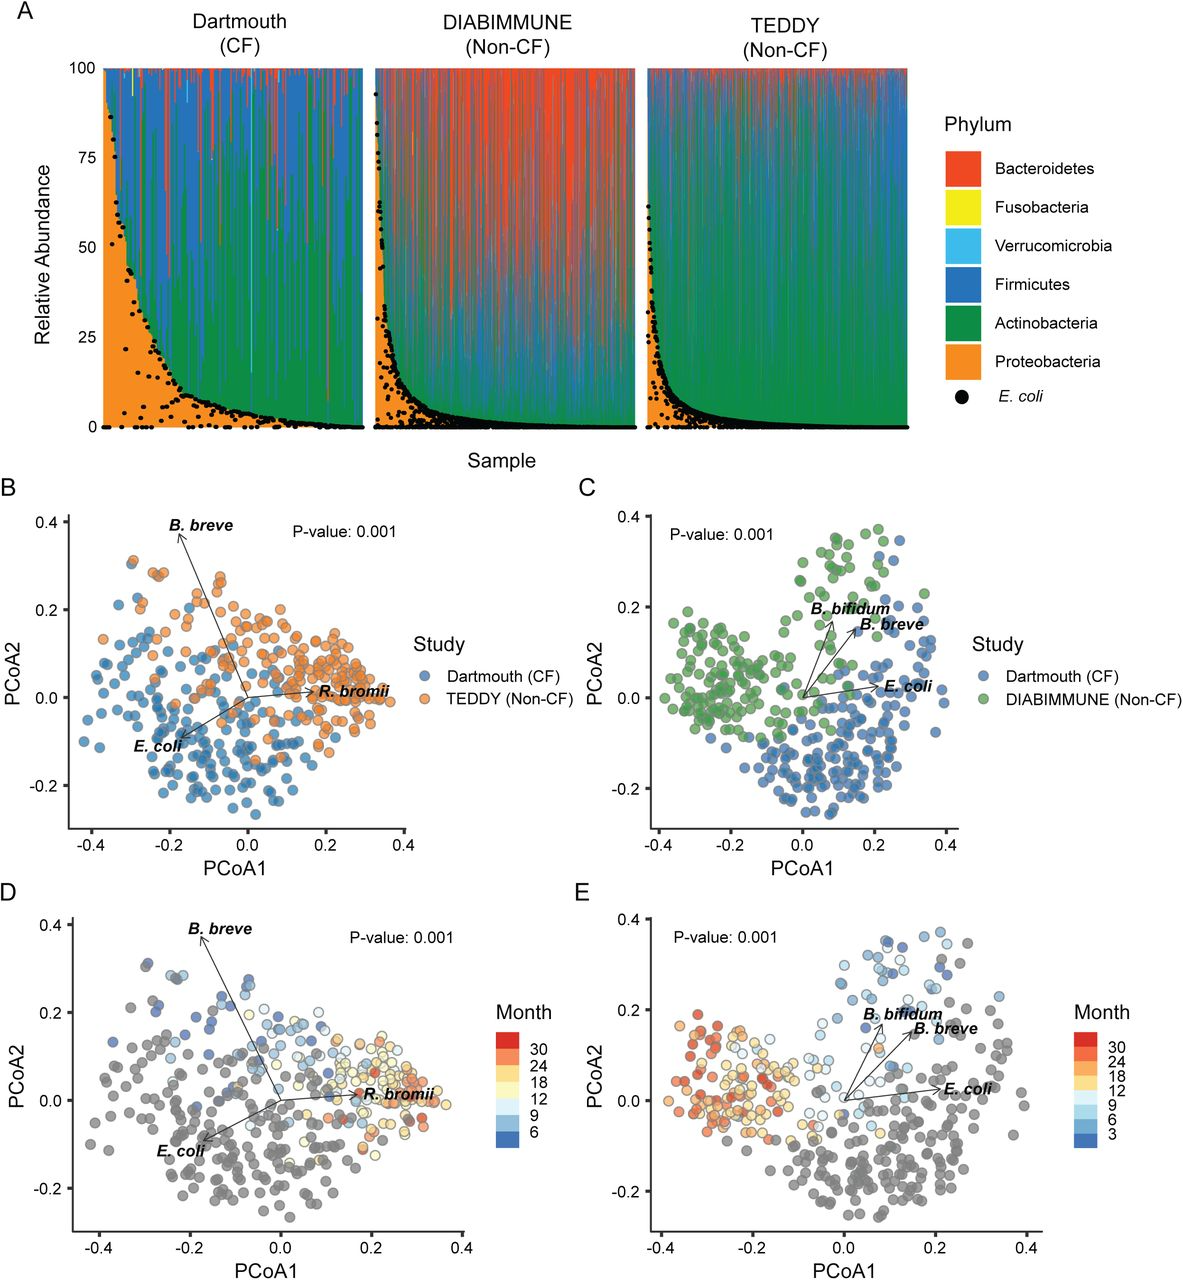 A
Dartmouth
(CF)
DIABIMMUNE
(Non-CF)
TEDDY
(Non-CF)
Relative Abundance
100
75
50
25
0
Sample
Phylum
Bacteroidetes
Fusobacteria
Verrucomicrobia
Firmicutes
Actinobacteria
Proteobacteria
E. coli
B
P-value: 0.001
B. breve
R. bromii
E. coli
PCoA2
0.4
0.2
0.0
-0.2
-0.4
-0.2
0.0
0.2
0.4
PCoA1
Study
Dartmouth (CF)
TEDDY (Non-CF)
C
P-value: 0.001
B. bifidum
B. breve
E. coli
PCoA2
0.4
0.2
0.0
-0.2
-0.4
-0.2
0.0
0.2
0.4
PCoA1
Study
Dartmouth (CF)
DIABIMMUNE (Non-CF)
D
P-value: 0.001
B. breve
R. bromii
E. coli
PCoA2
0.4
0.2
0.0
-0.2
-0.4
-0.2
0.0
0.2
0.4
PCoA1
Month
30
24
18
12
9
6
E
P-value: 0.001
B. bifidum
B. breve
E. coli
PCoA2
0.4
0.2
0.0
-0.2
-0.4
-0.2
0.0
0.2
0.4
PCoA1
Month
30
24
18
12
9
6
3